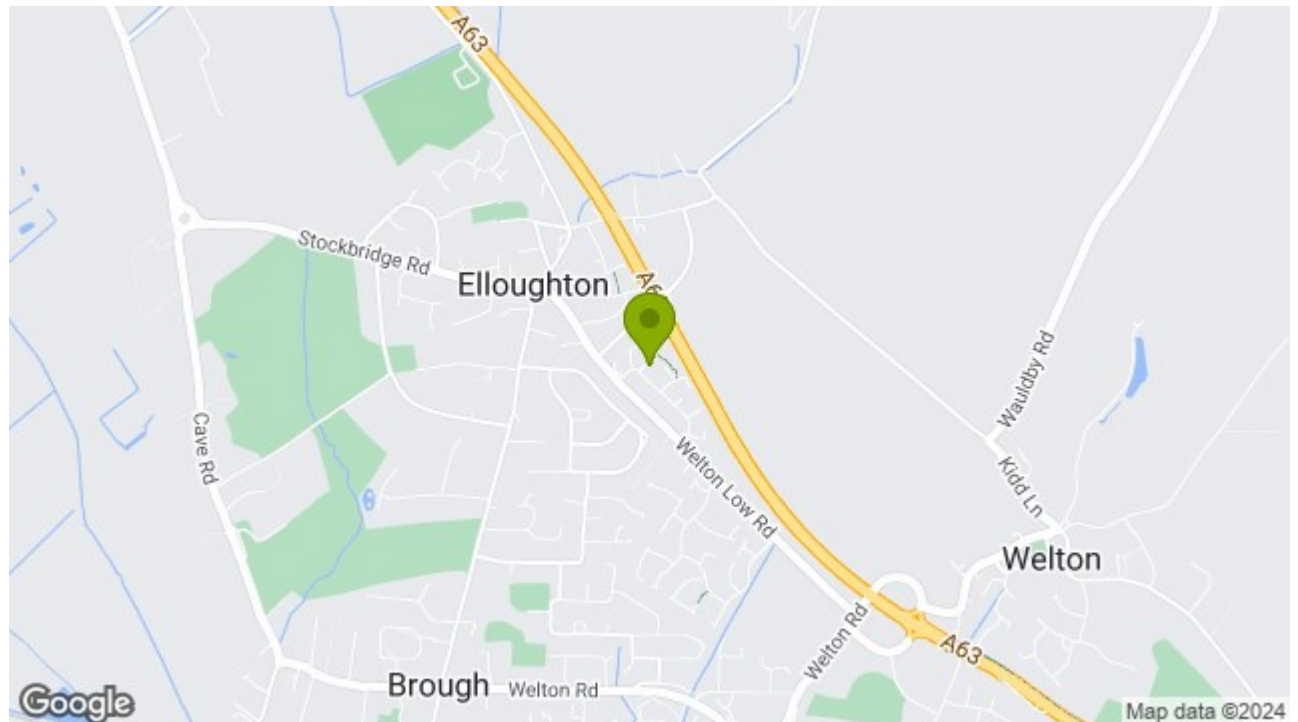 A63
Stockbridge Rd
Elloughton
A6
Wauldby Rd
Cave Rd
Kidd Ln
Welton Low Rd
Welton
Welton Rd
A63
Brough
Welton Rd
Google
Map data ©2024